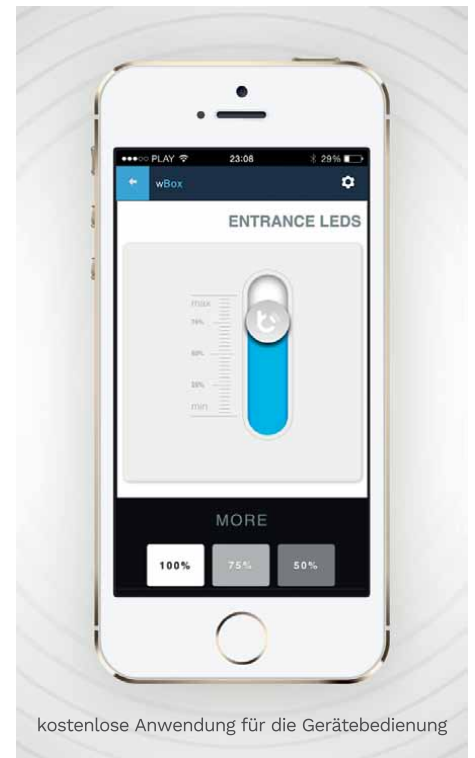 PLAY 23:08 29%
wBox
ENTRANCE LEDS
max
75%
50%
25%
min
MORE
100% 75% 50%
kostenlose Anwendung für die Gerätebedienung